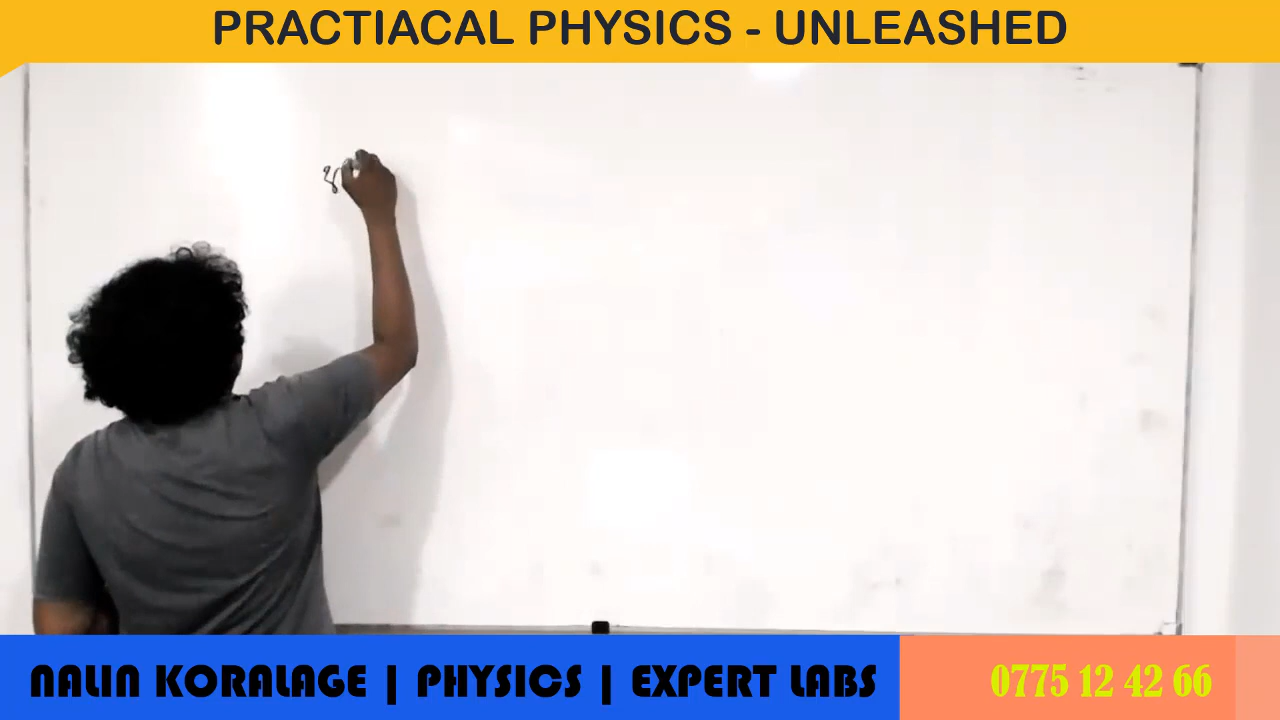 PRACTIACAL PHYSICS - UNLEASHED
NALIN KORALAGE | PHYSICS | EXPERT LABS
0775 12 42 66